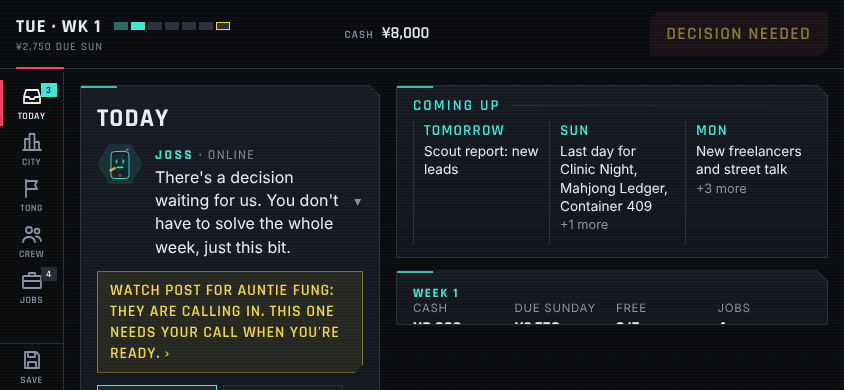 TUE · WK 1
¥2,750 DUE SUN
CASH ¥8,000
DECISION NEEDED
3
TODAY
CITY
TONG
CREW
4
JOBS
SAVE
TODAY
JOSS · ONLINE
There's a decision
waiting for us. You don't
have to solve the whole
week, just this bit.
WATCH POST FOR AUNTIE FUNG:
THEY ARE CALLING IN. THIS ONE
NEEDS YOUR CALL WHEN YOU'RE
READY. ›
COMING UP
TOMORROW
Scout report: new
leads
SUN
Last day for
Clinic Night,
Mahjong Ledger,
Container 409
+1 more
MON
New freelancers
and street talk
+3 more
WEEK 1
CASH DUE SUNDAY FREE JOBS